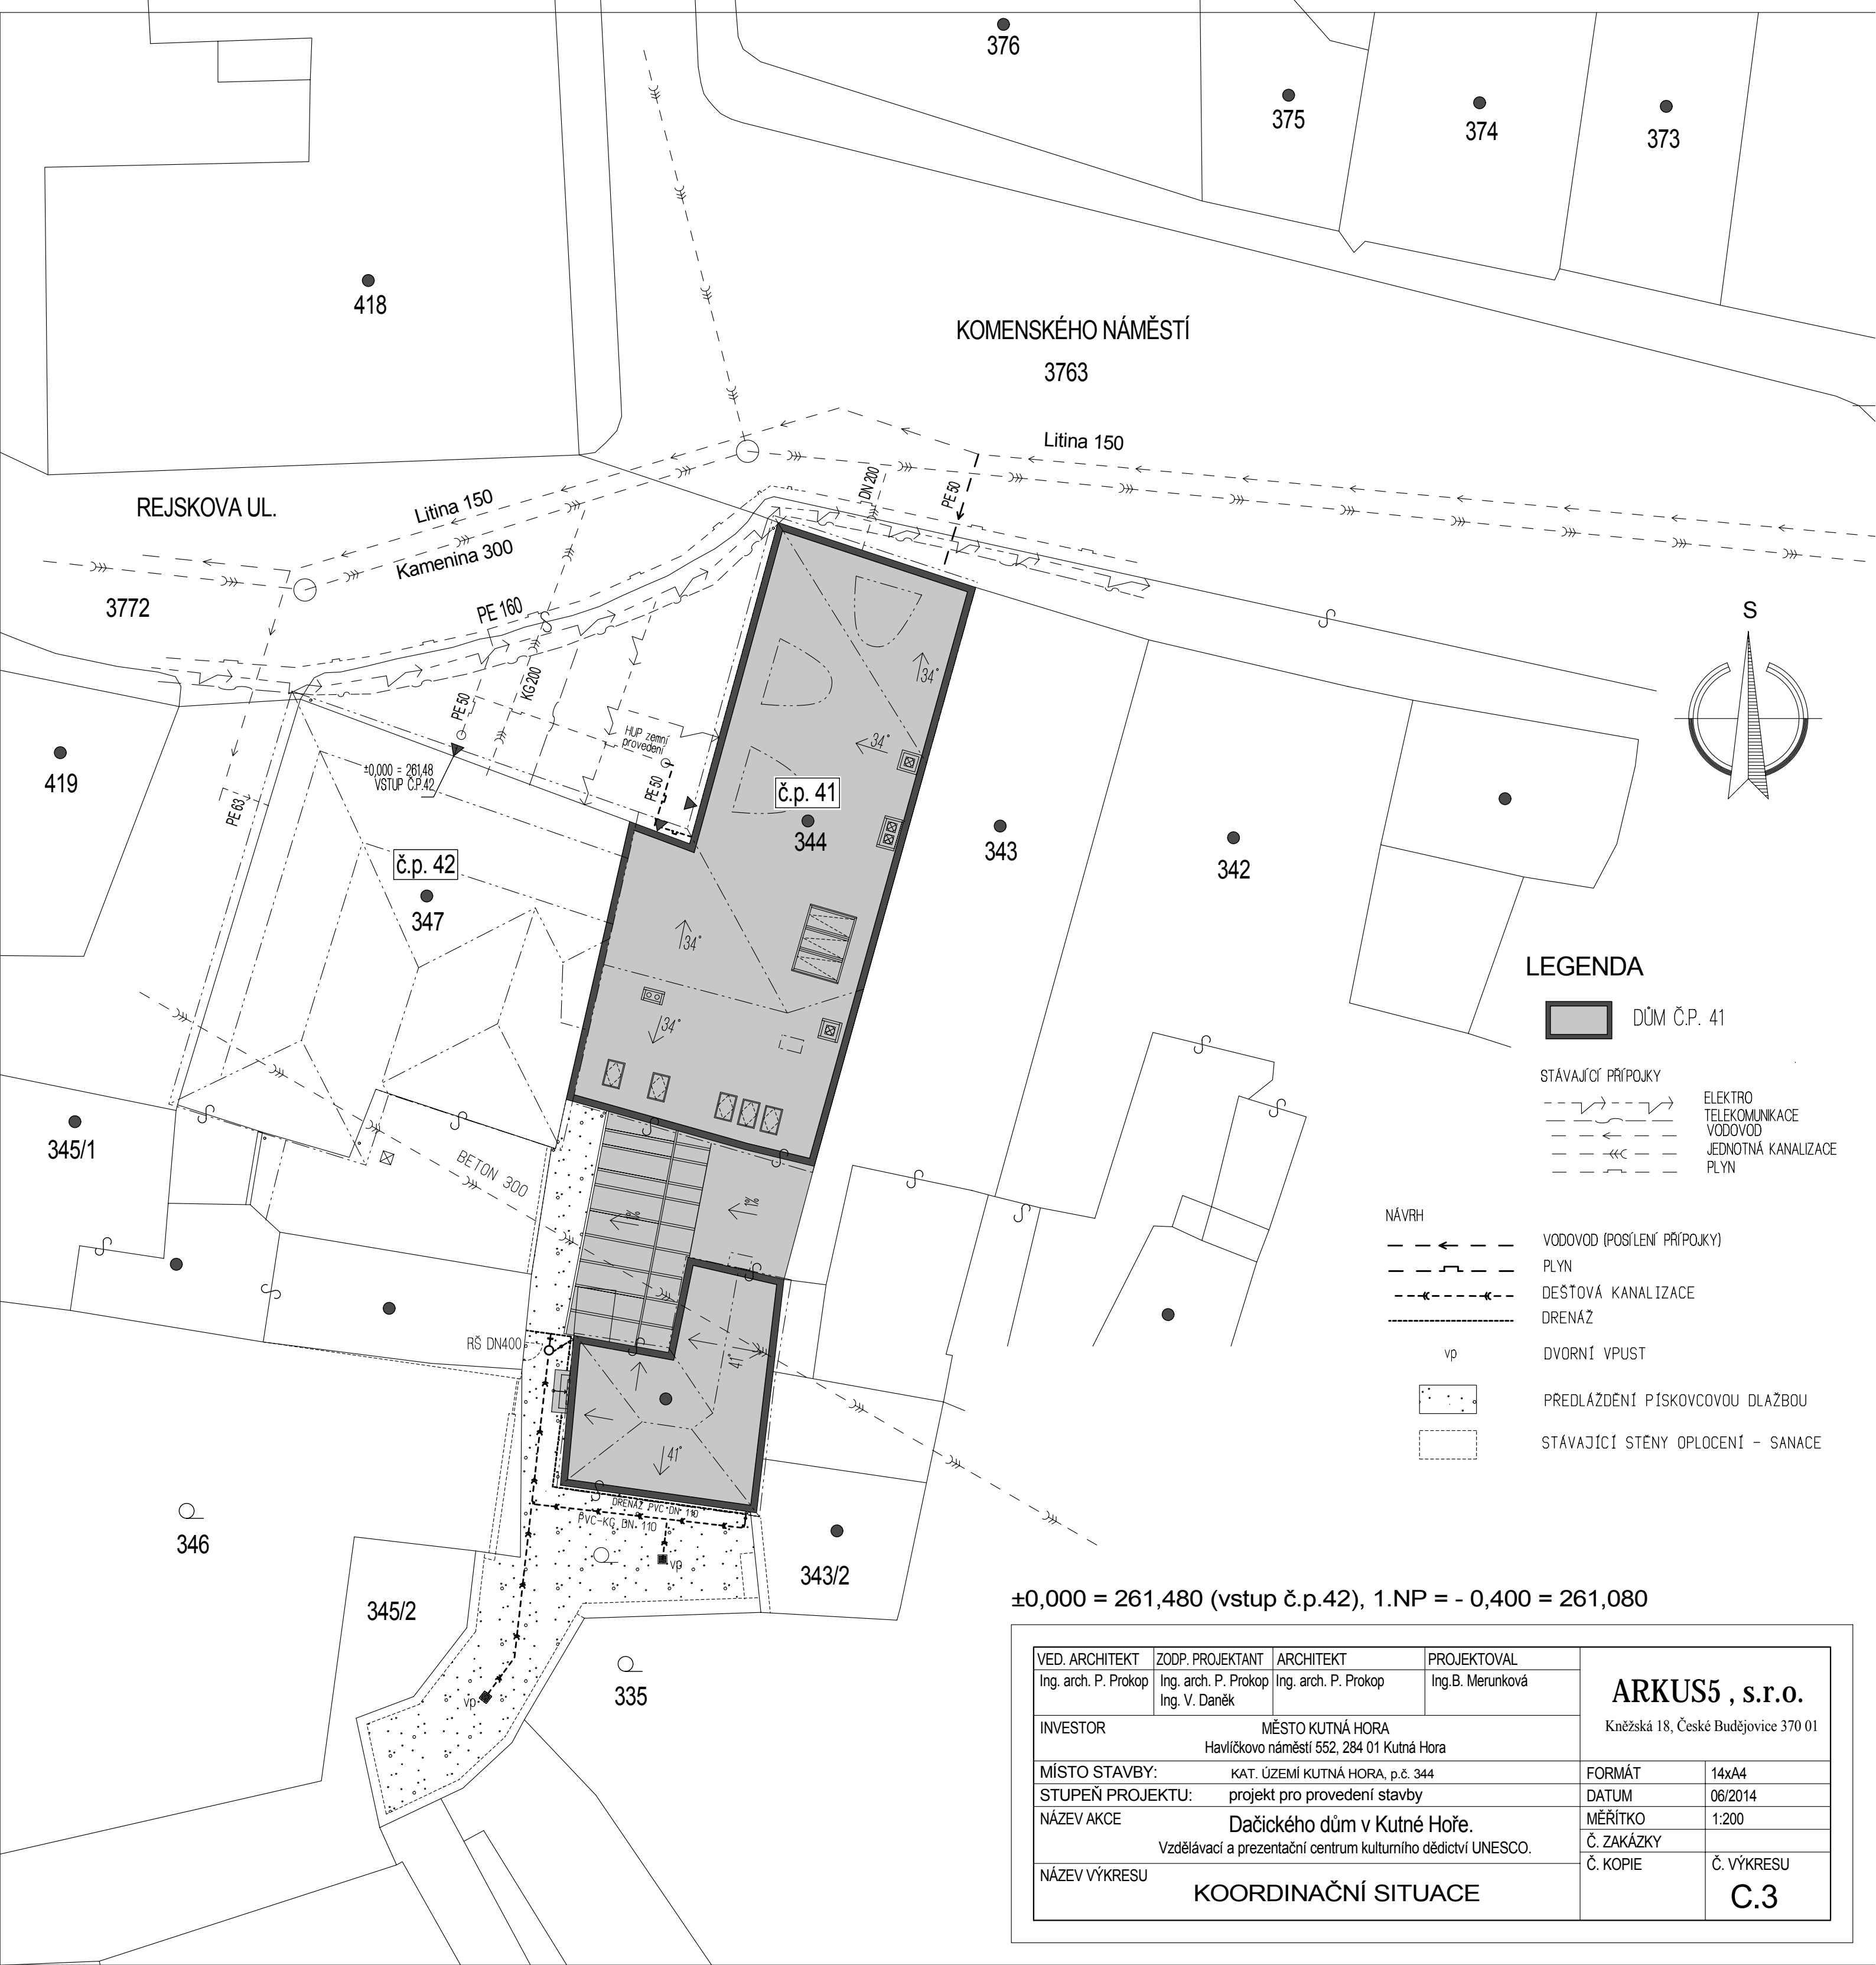 376
375
374
373
418
KOMENSKÉHO NÁMĚSTÍ
3763
Litina 150
REJSKOVA UL.
Litina 150
DN 200
PE 50
Kamenina 300
3772
PE 160
S
PE 50
KG 200
HUP zemní
provedení
34°
34°
419
±0,000 = 261,48
VSTUP Č.P.42
PE 50
PE 63
č.p. 41
344
343
342
č.p. 42
347
34°
34°
LEGENDA
DŮM Č.P. 41
STÁVAJÍCÍ PŘÍPOJKY
ELEKTRO
TELEKOMUNIKACE
VODOVOD
JEDNOTNÁ KANALIZACE
PLYN
345/1
BETON 300
1%
1%
NÁVRH
VODOVOD (POSÍLENÍ PŘÍPOJKY)
PLYN
DEŠŤOVÁ KANALIZACE
DRENÁŽ
vp
DVORNÍ VPUST
PŘEDLÁŽDĚNÍ PÍSKOVCOVOU DLAŽBOU
STÁVAJÍCÍ STĚNY OPLOCENÍ – SANACE
RŠ DN400
41°
41°
DRENÁŽ PVC DN 110
PVC-KG DN 110
vp
346
343/2
345/2
335
vp
±0,000 = 261,480 (vstup č.p.42), 1.NP = - 0,400 = 261,080
VED. ARCHITEKT ZODP. PROJEKTANT ARCHITEKT PROJEKTOVAL
Ing. arch. P. Prokop Ing. arch. P. Prokop Ing. arch. P. Prokop Ing.B. Merunková
Ing. V. Daněk
ARKUS5 , s.r.o.
Kněžská 18, České Budějovice 370 01
INVESTOR MĚSTO KUTNÁ HORA
Havlíčkovo náměstí 552, 284 01 Kutná Hora
MÍSTO STAVBY: KAT. ÚZEMÍ KUTNÁ HORA, p.č. 344
FORMÁT 14xA4
STUPEŇ PROJEKTU: projekt pro provedení stavby
DATUM 06/2014
NÁZEV AKCE Dačického dům v Kutné Hoře.
Vzdělávací a prezentační centrum kulturního dědictví UNESCO.
MĚŘÍTKO 1:200
Č. ZAKÁZKY
NÁZEV VÝKRESU
KOORDINAČNÍ SITUACE
Č. KOPIE Č. VÝKRESU
C.3